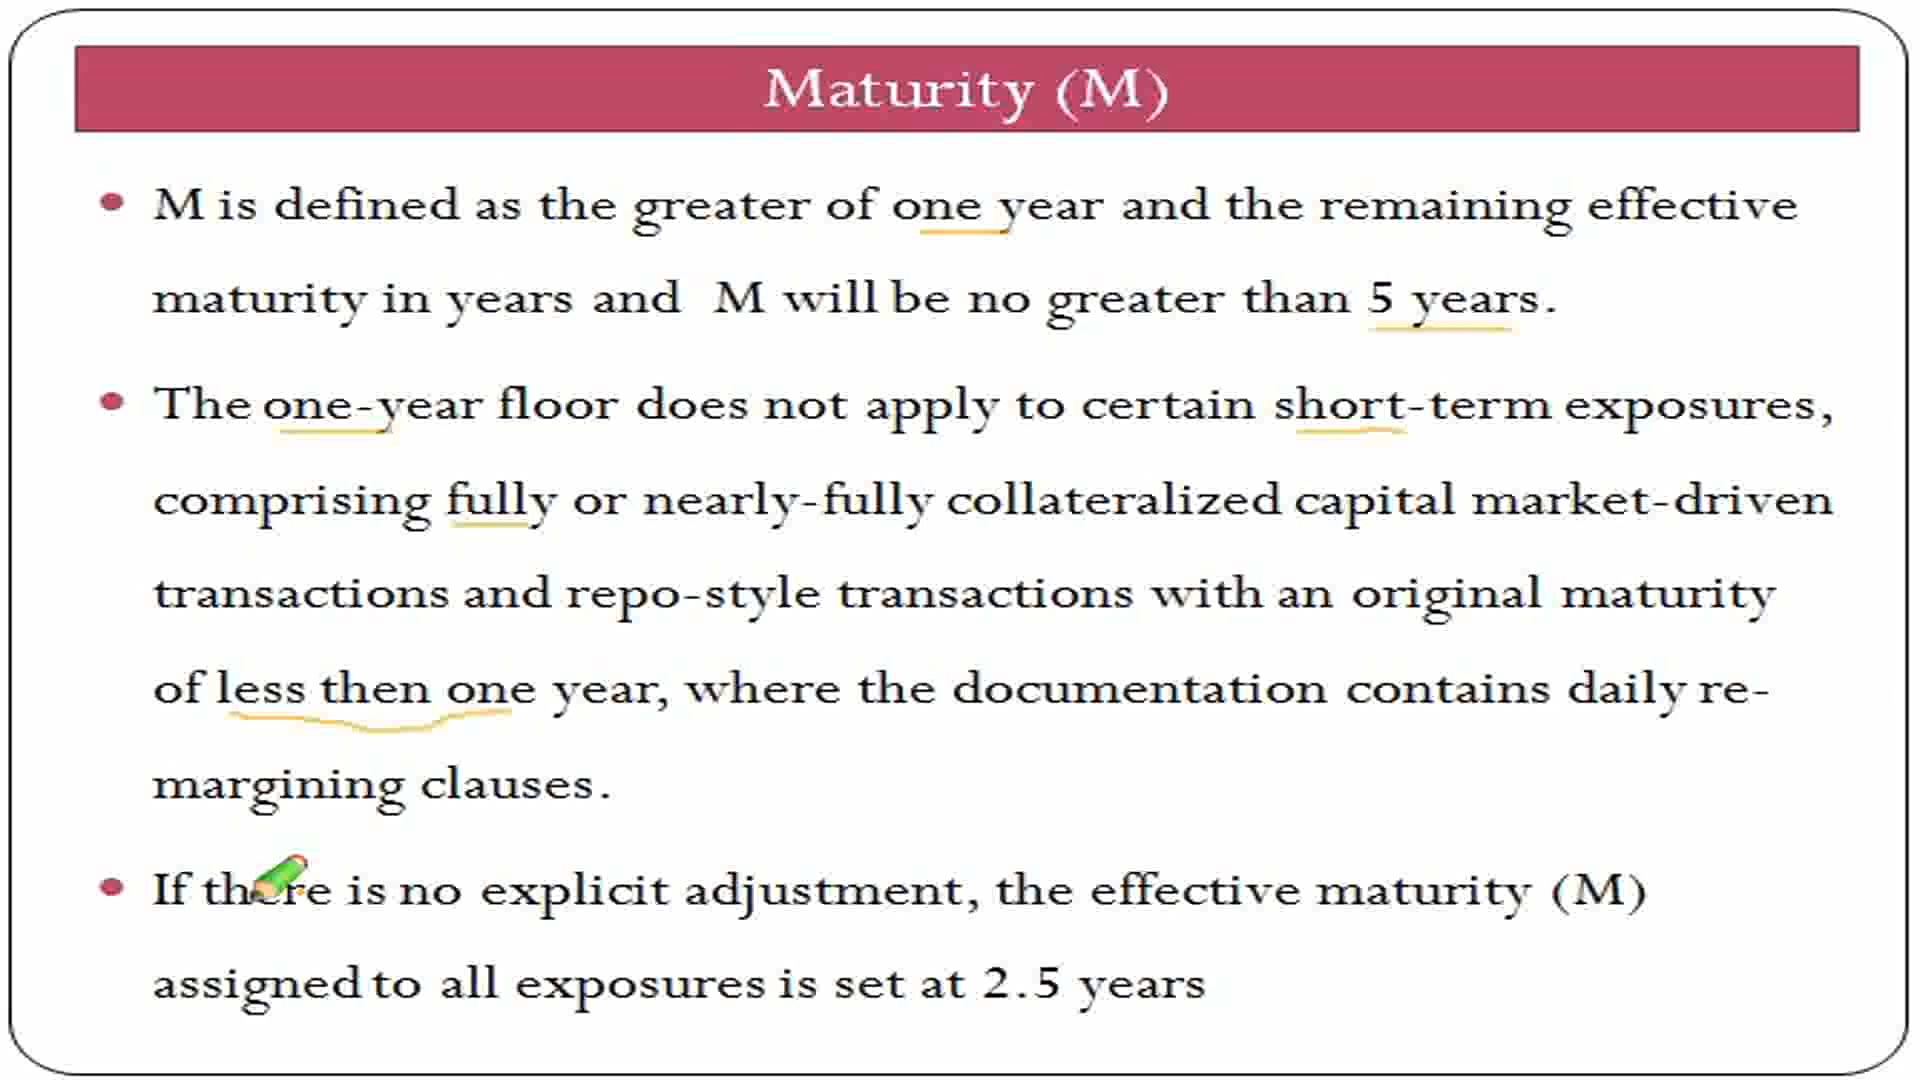 Maturity (M)
M is defined as the greater of one year and the remaining effective
maturity in years and M will be no greater than 5 years.
The one-year floor does not apply to certain short-term exposures,
comprising fully or nearly-fully collateralized capital market-driven
transactions and repo-style transactions with an original maturity
of less then one year, where the documentation contains daily re-
margining clauses.
If there is no explicit adjustment, the effective maturity (M)
assigned to all exposures is set at 2.5 years